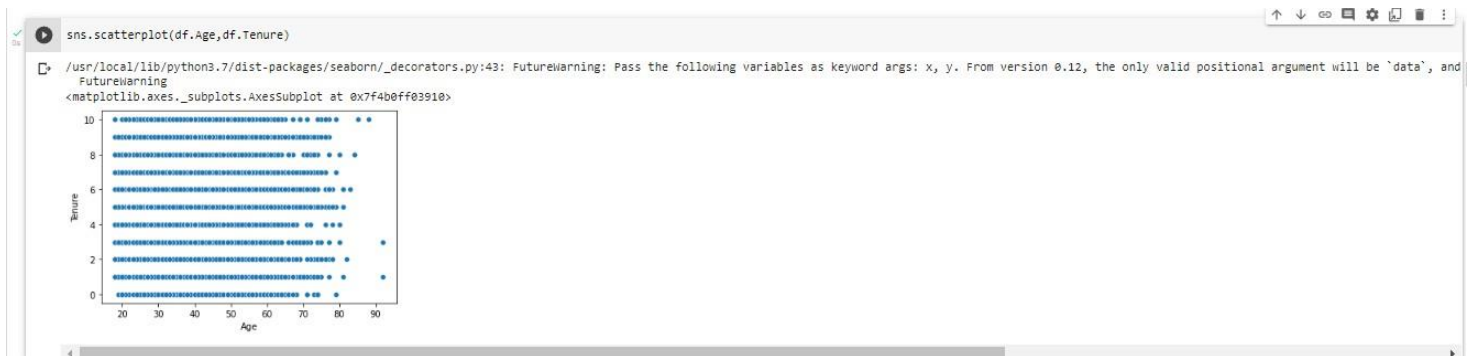 sns.scatterplot(df.Age,df.Tenure)
0s
/usr/local/lib/python3.7/dist-packages/seaborn/_decorators.py:43: FutureWarning: Pass the following variables as keyword args: x, y. From version 0.12, the only valid positional argument will be `data`, and
FutureWarning
<matplotlib.axes._subplots.AxesSubplot at 0x7f4b0ff03910>
10
8
6
4
2
0
Tenure
20 30 40 50 60 70 80 90
Age